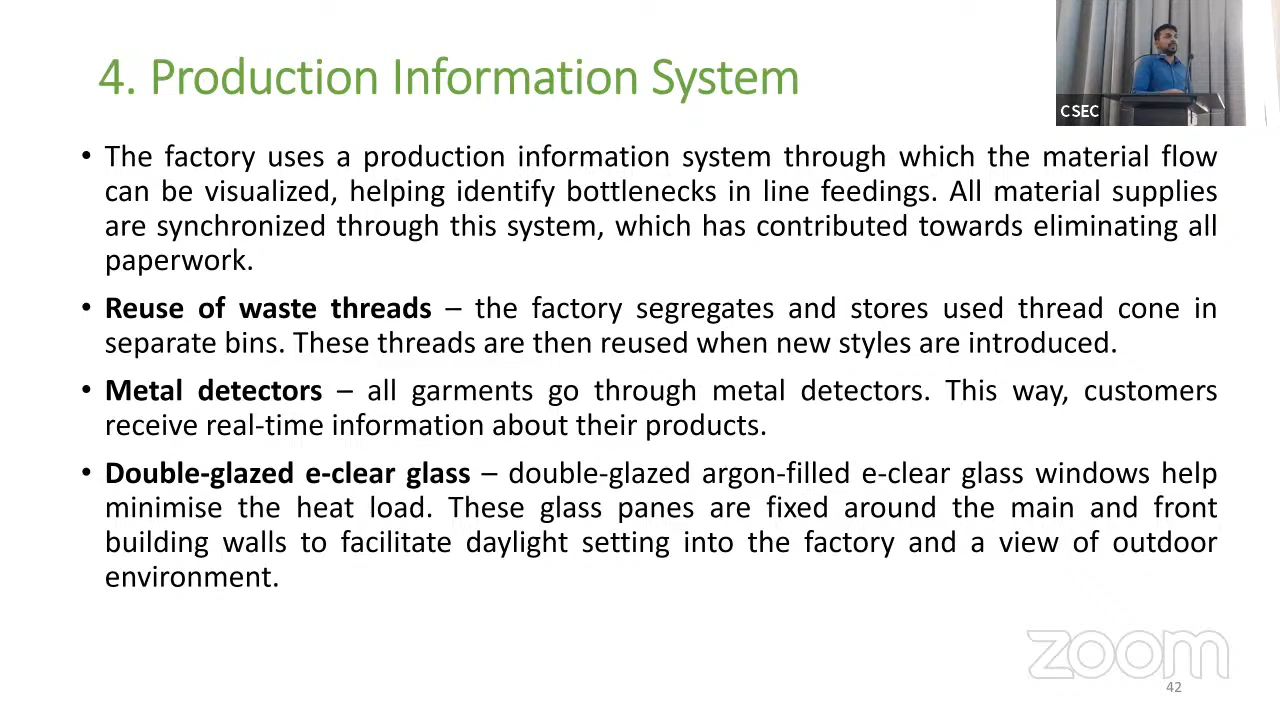 4. Production Information System
CSEC
• The factory uses a production information system through which the material flow
can be visualized, helping identify bottlenecks in line feedings. All material supplies
are synchronized through this system, which has contributed towards eliminating all
paperwork.
• Reuse of waste threads – the factory segregates and stores used thread cone in
separate bins. These threads are then reused when new styles are introduced.
• Metal detectors – all garments go through metal detectors. This way, customers
receive real-time information about their products.
• Double-glazed e-clear glass – double-glazed argon-filled e-clear glass windows help
minimise the heat load. These glass panes are fixed around the main and front
building walls to facilitate daylight setting into the factory and a view of outdoor
environment.
zoom
42